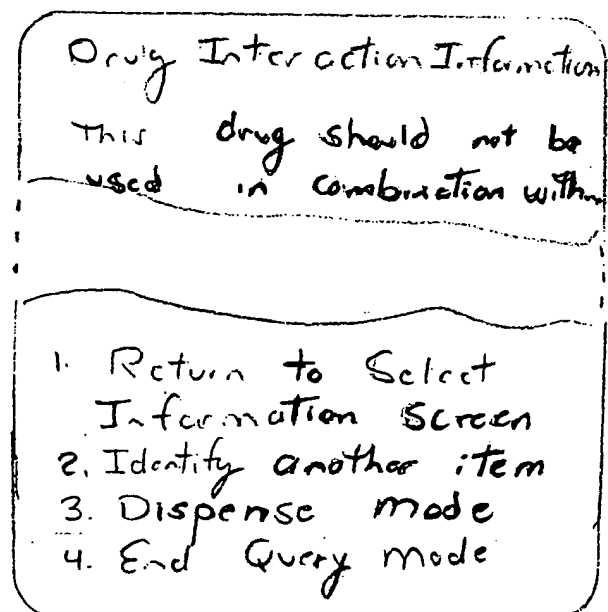 Drug Interaction Information
This drug should not be
used in combination with...
1. Return to Select
Information Screen
2. Identify another item
3. Dispense mode
4. End Query mode